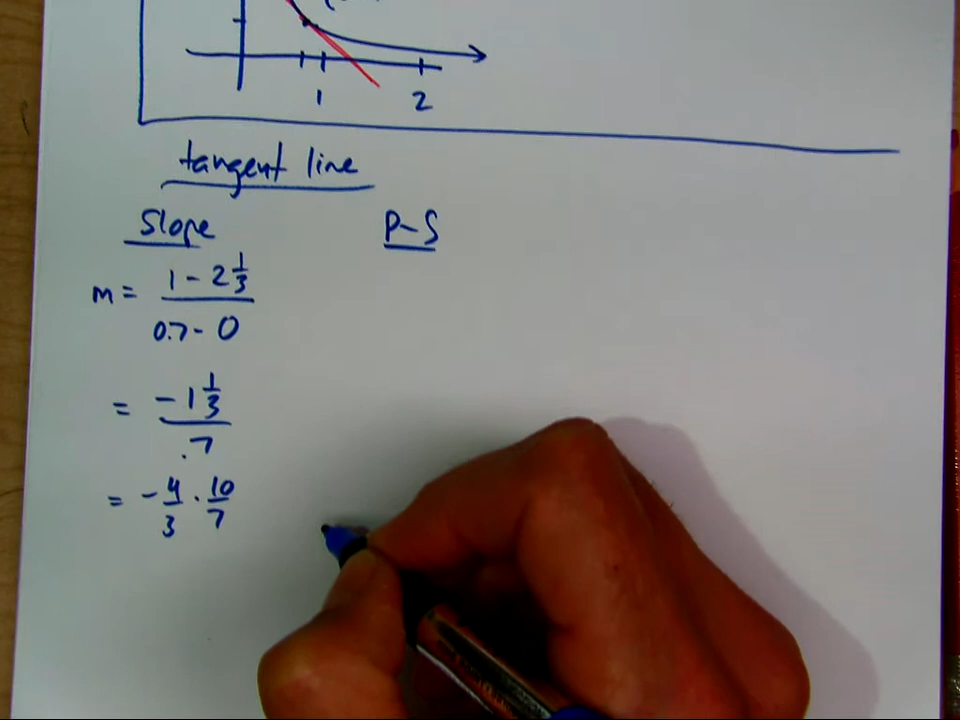 1 2
tangent line
Slope P-S
m = (1 - 2 1/3) / (0.7 - 0)
= (-1 1/3) / .7
= -4/3 · 10/7